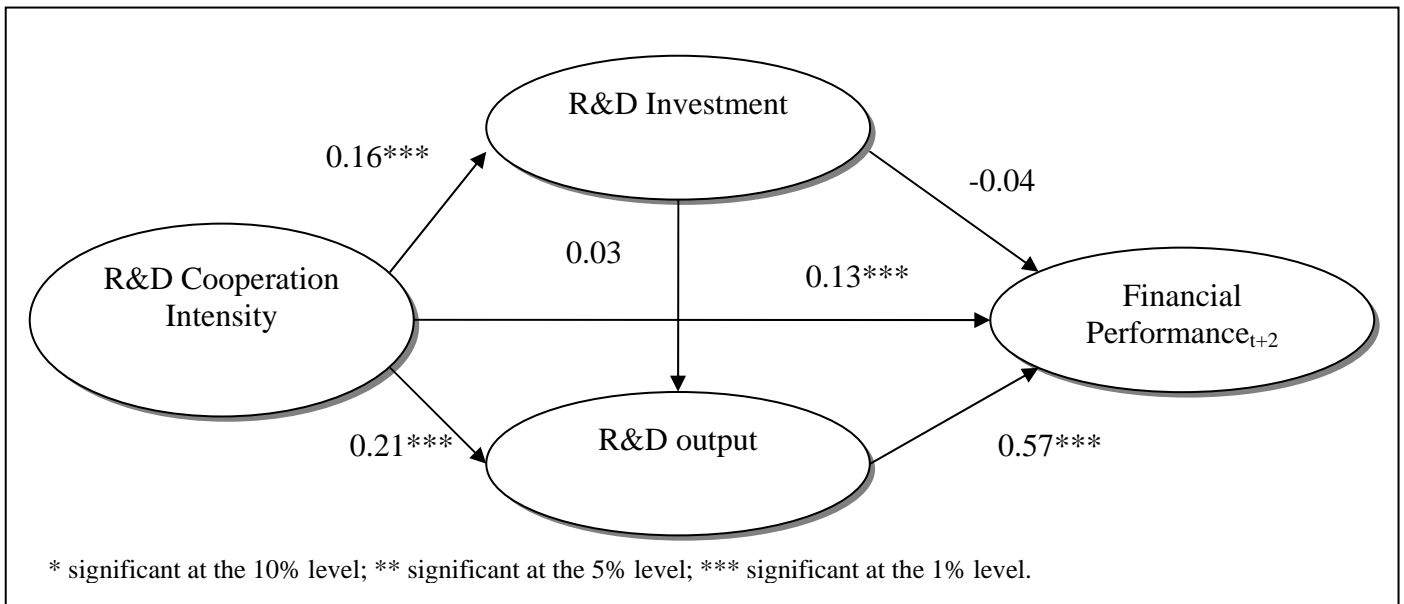 R&D Investment
0.16***
-0.04
R&D Cooperation
Intensity
0.03
0.13***
Financial
Performance_{t+2}
0.21***
R&D output
0.57***
* significant at the 10% level; ** significant at the 5% level; *** significant at the 1% level.